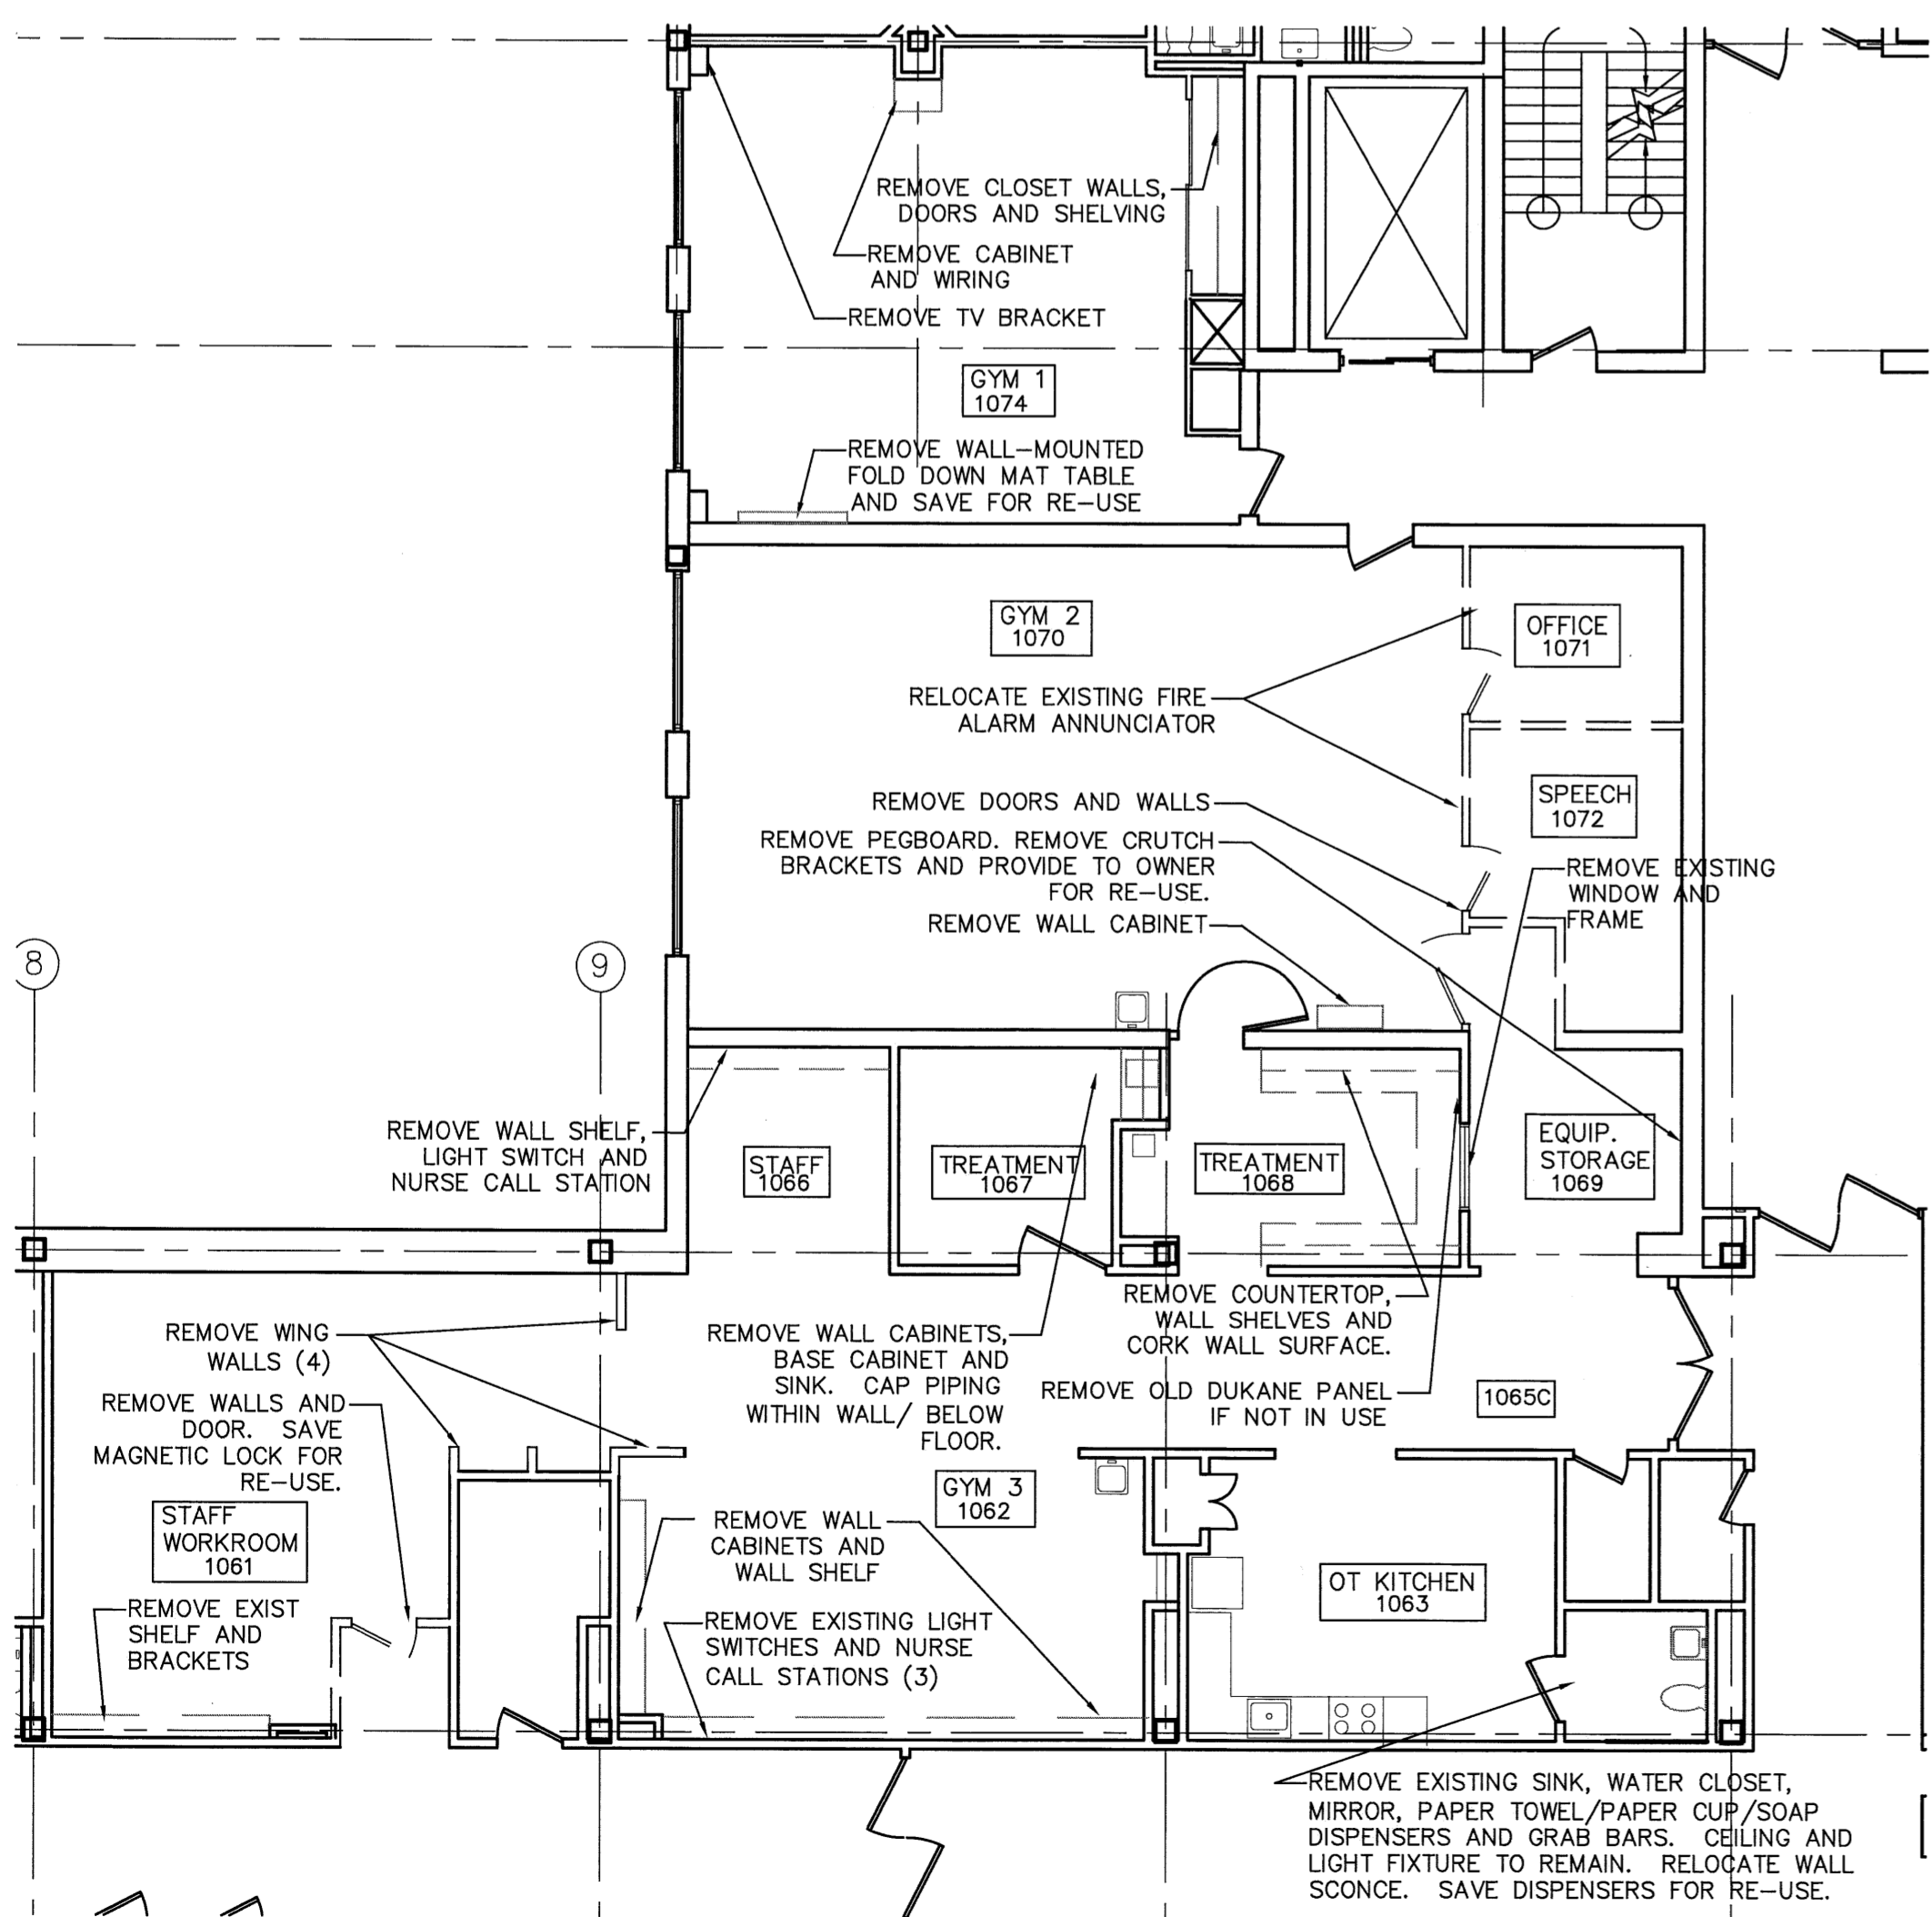 REMOVE CLOSET WALLS,
DOORS AND SHELVING
REMOVE CABINET
AND WIRING
REMOVE TV BRACKET
GYM 1
1074
REMOVE WALL-MOUNTED
FOLD DOWN MAT TABLE
AND SAVE FOR RE-USE
GYM 2
1070
OFFICE
1071
RELOCATE EXISTING FIRE
ALARM ANNUNCIATOR
SPEECH
1072
REMOVE DOORS AND WALLS
REMOVE PEGBOARD. REMOVE CRUTCH
BRACKETS AND PROVIDE TO OWNER
FOR RE-USE.
REMOVE EXISTING
WINDOW AND
FRAME
REMOVE WALL CABINET
8
9
REMOVE WALL SHELF,
LIGHT SWITCH AND
NURSE CALL STATION
STAFF
1066
TREATMENT
1067
TREATMENT
1068
EQUIP.
STORAGE
1069
REMOVE WING
WALLS (4)
REMOVE WALLS AND
DOOR. SAVE
MAGNETIC LOCK FOR
RE-USE.
REMOVE WALL CABINETS,
BASE CABINET AND
SINK. CAP PIPING
WITHIN WALL/ BELOW
FLOOR.
REMOVE COUNTERTOP,
WALL SHELVES AND
CORK WALL SURFACE.
REMOVE OLD DUKANE PANEL
IF NOT IN USE
1065C
STAFF
WORKROOM
1061
GYM 3
1062
REMOVE WALL
CABINETS AND
WALL SHELF
OT KITCHEN
1063
REMOVE EXIST
SHELF AND
BRACKETS
REMOVE EXISTING LIGHT
SWITCHES AND NURSE
CALL STATIONS (3)
REMOVE EXISTING SINK, WATER CLOSET,
MIRROR, PAPER TOWEL/PAPER CUP/SOAP
DISPENSERS AND GRAB BARS. CEILING AND
LIGHT FIXTURE TO REMAIN. RELOCATE WALL
SCONCE. SAVE DISPENSERS FOR RE-USE.